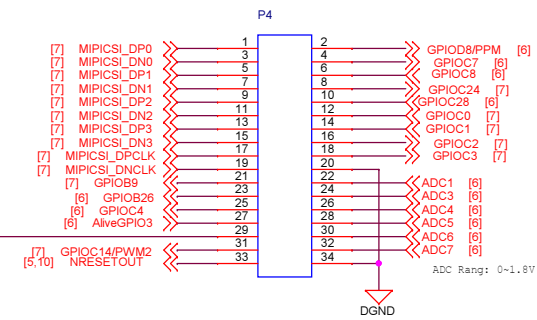 P4
[7] MIPICSI_DP0 1 2 GPIOD8/PPM [6]
[7] MIPICSI_DN0 3 4 GPIOC7 [6]
[7] MIPICSI_DP1 5 6 GPIOC8 [6]
[7] MIPICSI_DN1 7 8 GPIOC24 [7]
[7] MIPICSI_DP2 9 10 GPIOC28 [6]
[7] MIPICSI_DN2 11 12 GPIOC0 [7]
[7] MIPICSI_DP3 13 14 GPIOC1 [7]
[7] MIPICSI_DN3 15 16 GPIOC2 [7]
[7] MIPICSI_DPCLK 17 18 GPIOC3 [7]
[7] MIPICSI_DNCLK 19 20
[7] GPIOB9 21 22 ADC1 [6]
[6] GPIOB26 23 24 ADC3 [6]
[6] GPIOC4 25 26 ADC4 [6]
[6] AliveGPIO3 27 28 ADC5 [6]
29 30 ADC6 [6]
[7] GPIOC14/PWM2 31 32 ADC7 [6]
[5,10] NRESETOUT 33 34
ADC Rang: 0~1.8V
DGND